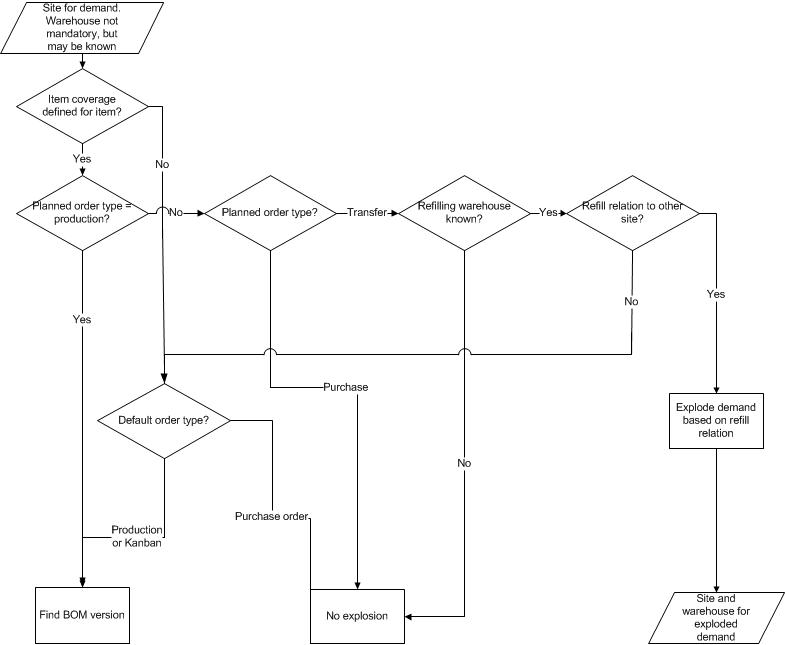 Site for demand.
Warehouse not
mandatory, but
may be known
Item coverage
defined for item?
Yes
No
Planned order type =
production?
No
Planned order type?
Transfer
Refilling warehouse
known?
Yes
Refill relation to other
site?
Yes
No
Yes
Purchase
Default order type?
Explode demand
based on refill
relation
No
Purchase order
Production
or Kanban
Find BOM version
No explosion
Site and
warehouse for
exploded
demand